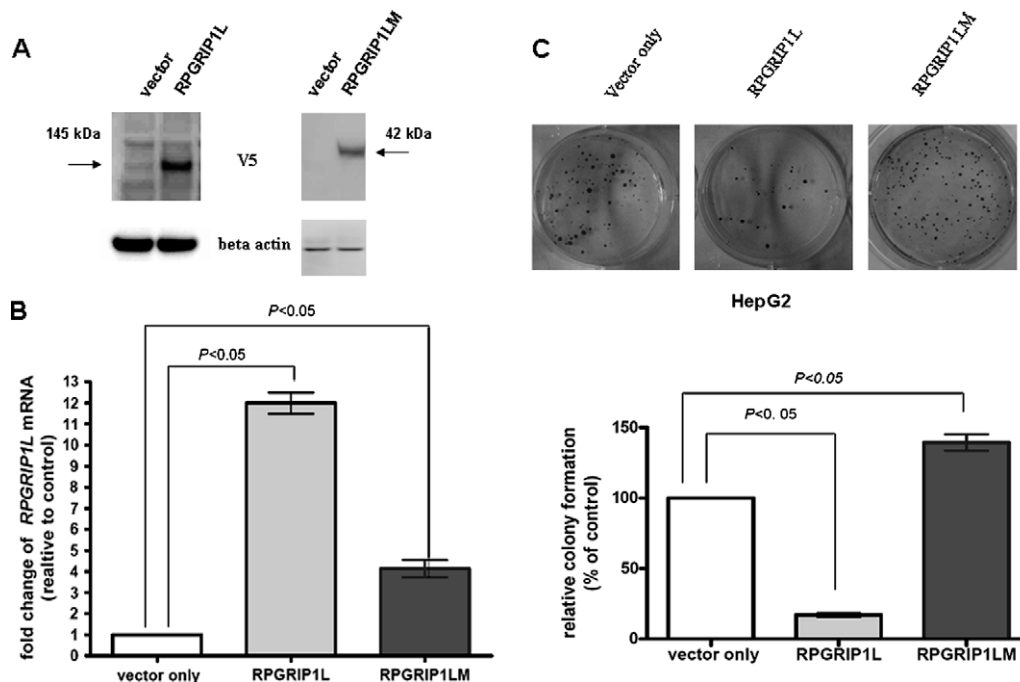 A
vector
RPGRIP1L
vector
RPGRIP1LM
145 kDa
V5
42 kDa
beta actin
B
P<0.05
P<0.05
fold change of RPGRIP1L mRNA
(realtive to control)
13
12
11
10
9
8
7
6
5
4
3
2
1
0
vector only
RPGRIP1L
RPGRIP1LM
C
Vector only
RPGRIP1L
RPGRIP1LM
HepG2
P<0.05
P<0. 05
relative colony formation
(% of control)
150
100
50
0
vector only
RPGRIP1L
RPGRIP1LM